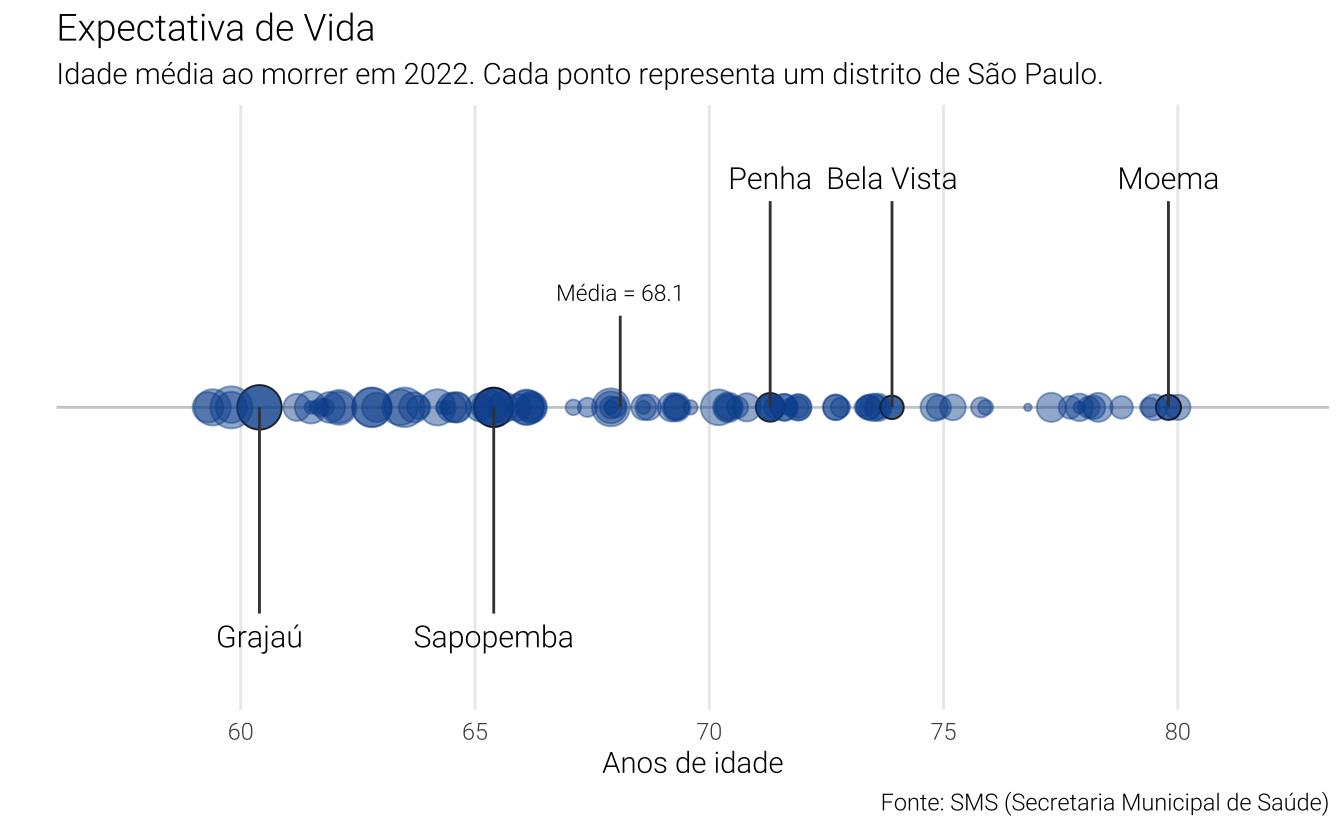 Expectativa de Vida
Idade média ao morrer em 2022. Cada ponto representa um distrito de São Paulo.
Penha Bela Vista Moema
Média = 68.1
Grajaú Sapopemba
60 65 70 75 80
Anos de idade
Fonte: SMS (Secretaria Municipal de Saúde)